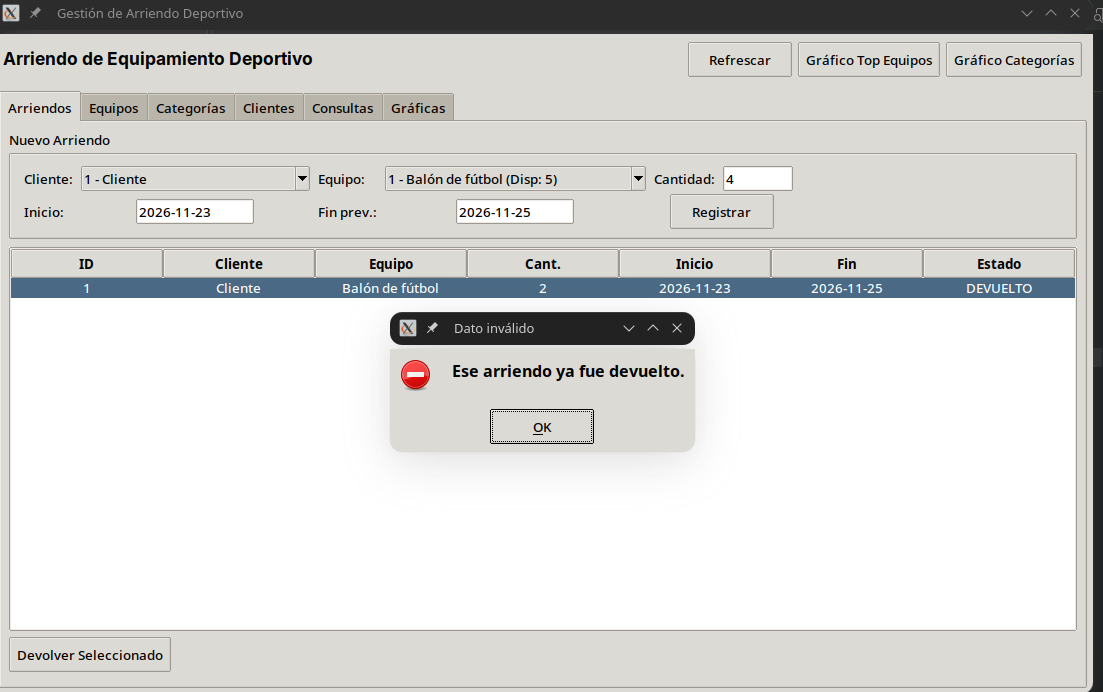 Gestión de Arriendo Deportivo
Arriendo de Equipamiento Deportivo
Refrescar
Gráfico Top Equipos
Gráfico Categorías
Arriendos Equipos Categorías Clientes Consultas Gráficas
Nuevo Arriendo
Cliente: 1 - Cliente Equipo: 1 - Balón de fútbol (Disp: 5) Cantidad: 4
Inicio: 2026-11-23 Fin prev.: 2026-11-25 Registrar
ID Cliente Equipo Cant. Inicio Fin Estado
1 Cliente Balón de fútbol 2 2026-11-23 2026-11-25 DEVUELTO
Dato inválido
Ese arriendo ya fue devuelto.
OK
Devolver Seleccionado